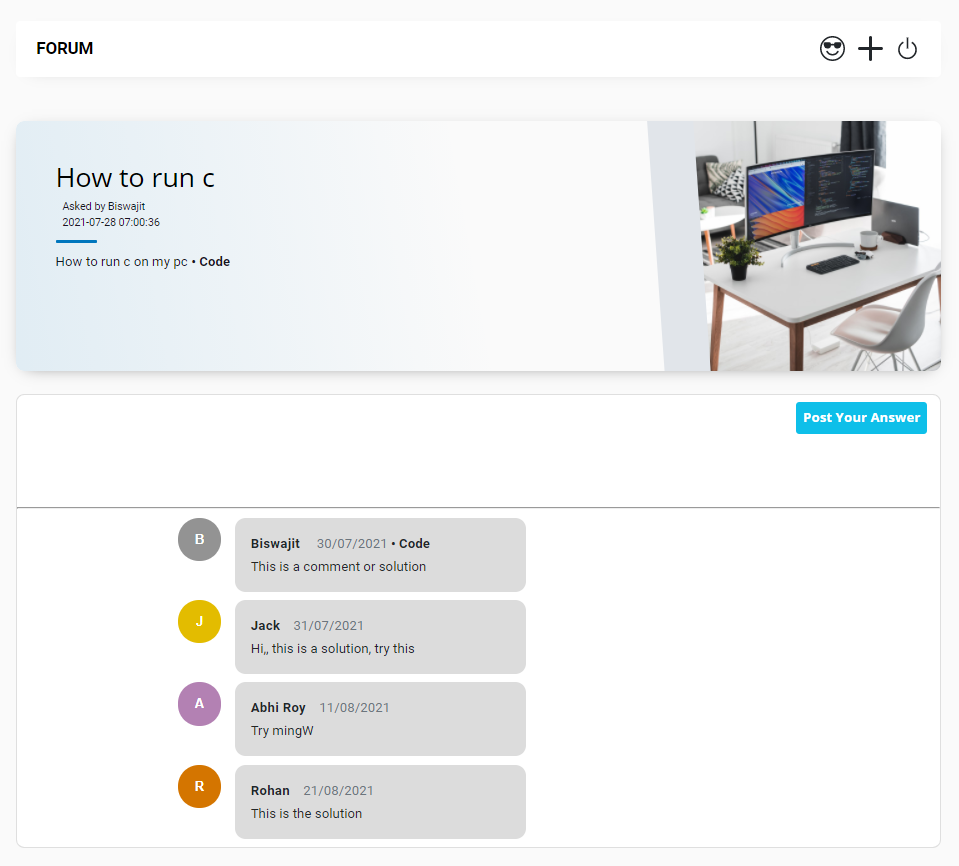 FORUM
How to run c
Asked by Biswajit
2021-07-28 07:00:36
How to run c on my pc • Code
Post Your Answer
B
Biswajit 30/07/2021 • Code
This is a comment or solution
J
Jack 31/07/2021
Hi,, this is a solution, try this
A
Abhi Roy 11/08/2021
Try mingW
R
Rohan 21/08/2021
This is the solution